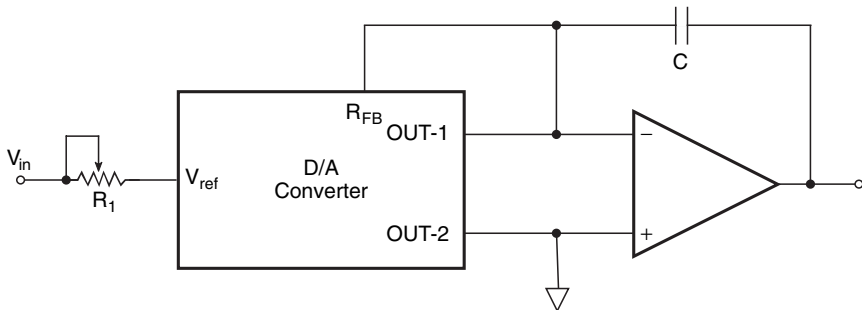 C
R_FB
OUT-1
V_in
D/A
Converter
V_ref
R_1
OUT-2
−
+